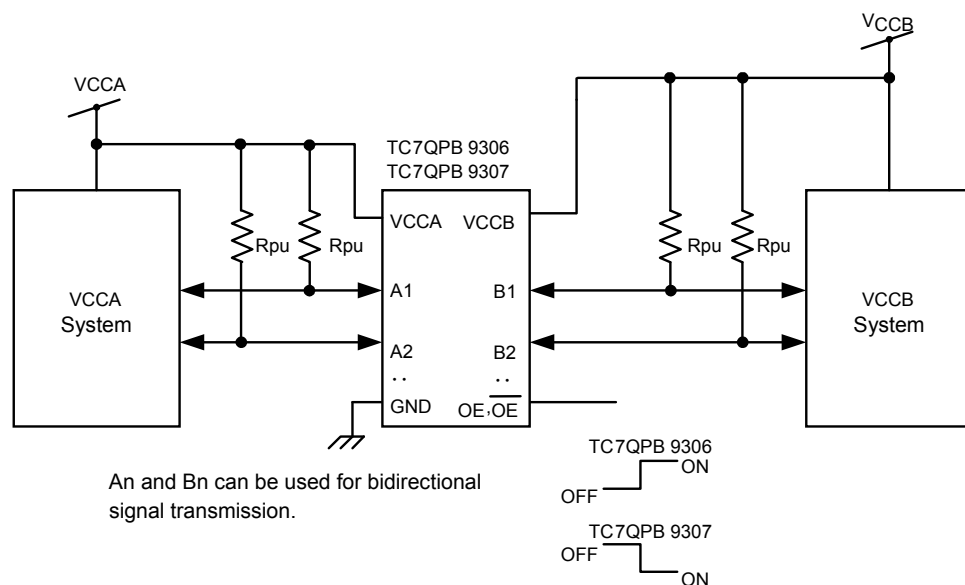 VCCB
VCCA
TC7QPB 9306
TC7QPB 9307
VCCA VCCB
Rpu Rpu Rpu Rpu
VCCA
System
A1 B1
VCCB
System
A2 B2
.. ..
GND OE,O̅E̅
TC7QPB 9306
ON
OFF
An and Bn can be used for bidirectional
signal transmission.
TC7QPB 9307
OFF
ON